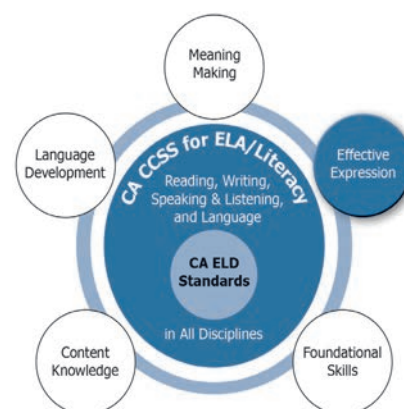 Meaning
Making
Language
Development
Effective
Expression
CA CCSS for ELA/Literacy
Reading, Writing,
Speaking & Listening,
and Language
CA ELD
Standards
in All Disciplines
Content
Knowledge
Foundational
Skills